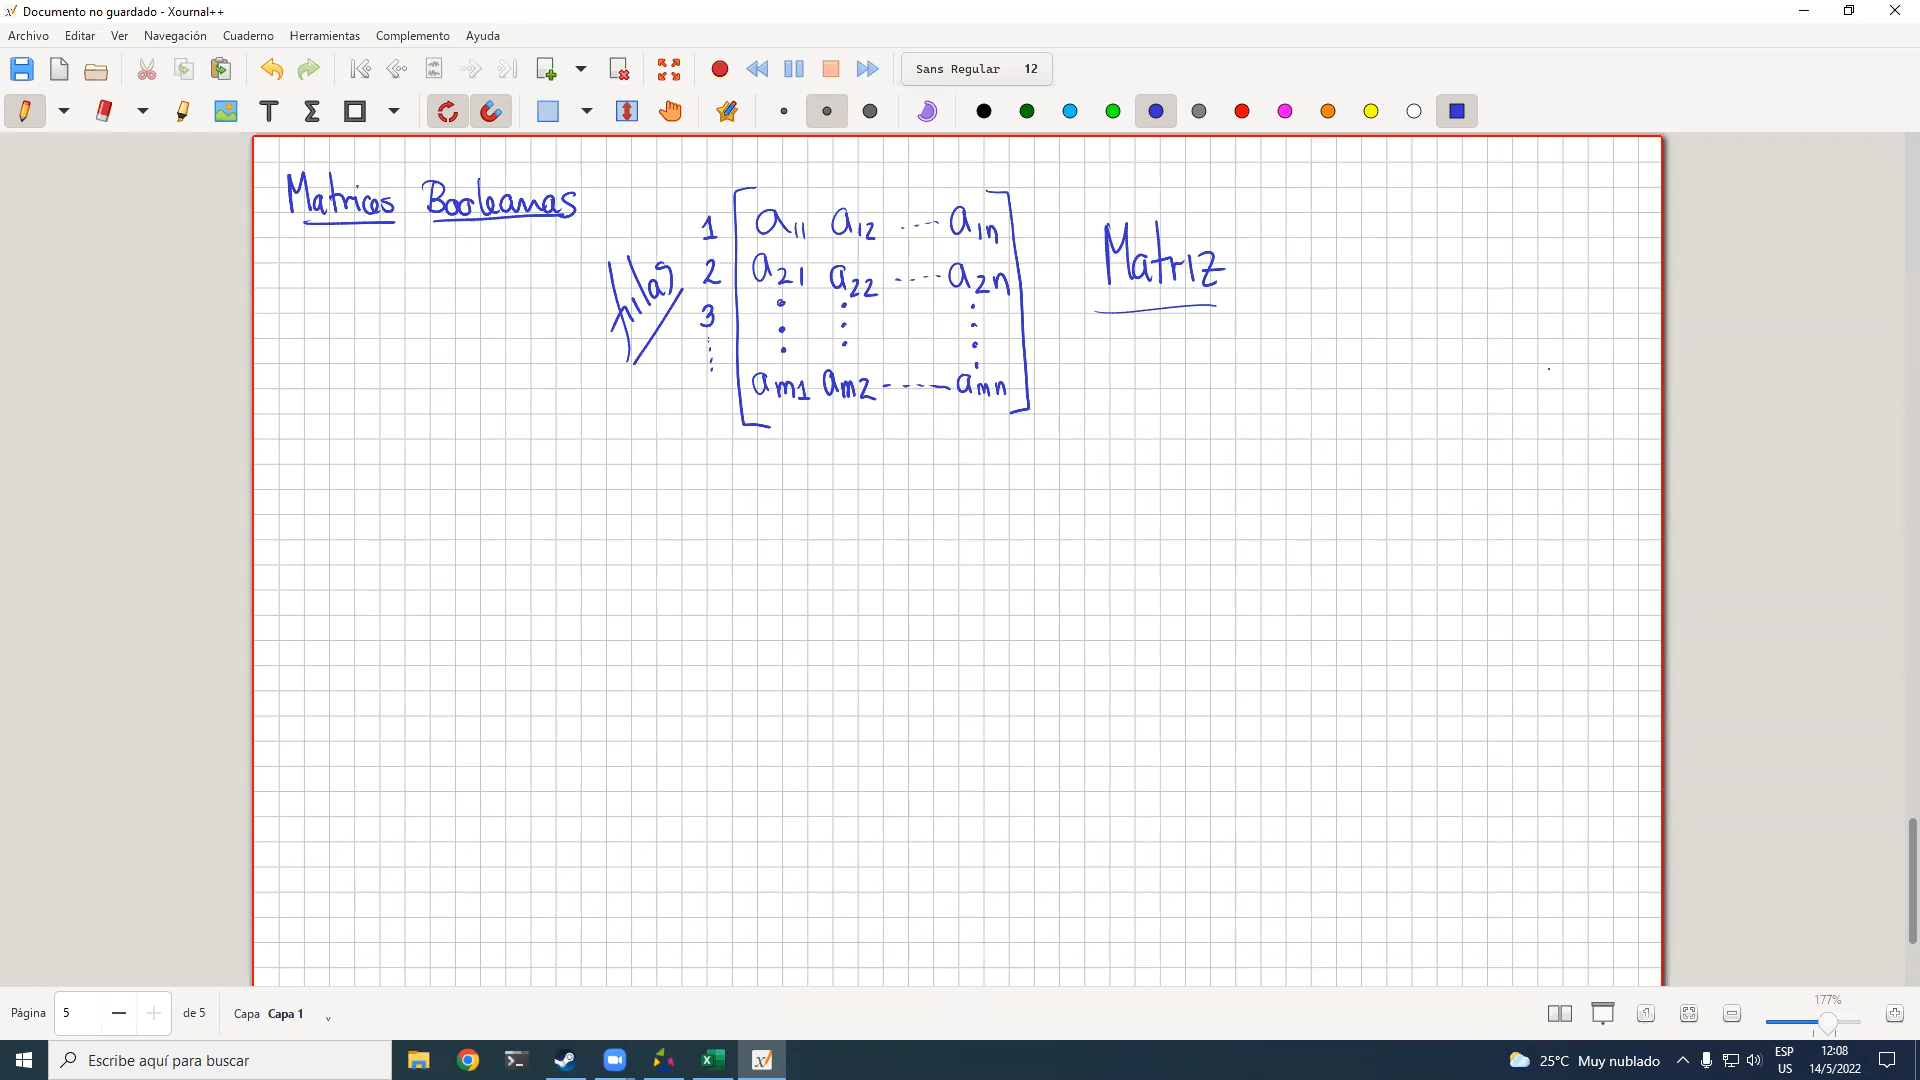 Documento no guardado - Xournal++
Archivo Editar Ver Navegación Cuaderno Herramientas Complemento Ayuda
Sans Regular 12
Matrices Booleanas
filas
1
2
3
a11 a12 ---- a1n
a21 a22 ---- a2n
am1 am2 ---- amn
Matriz
Página 5 de 5 Capa Capa 1
177%
Escribe aquí para buscar
25°C Muy nublado
ESP
US
12:08
14/5/2022